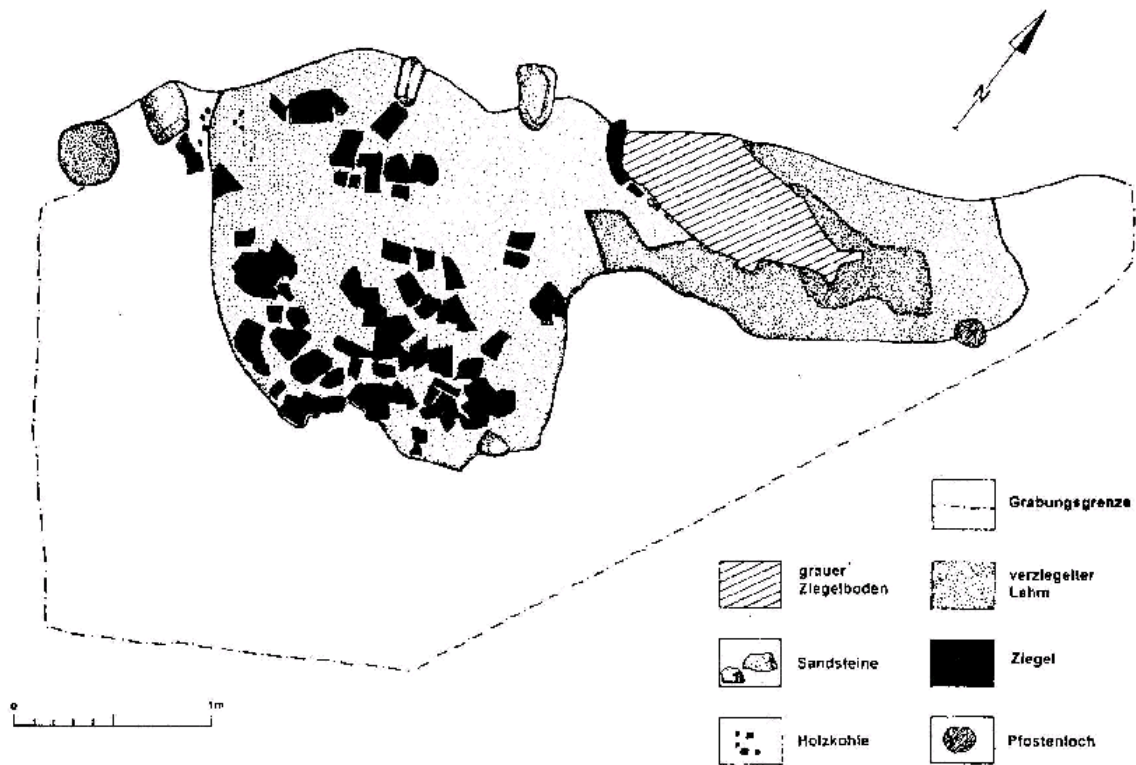 N
Grabungsgrenze
grauer
Ziegelboden
verziegelter
Lehm
Sandsteine
Ziegel
0
1m
Holzkohle
Pfostenloch